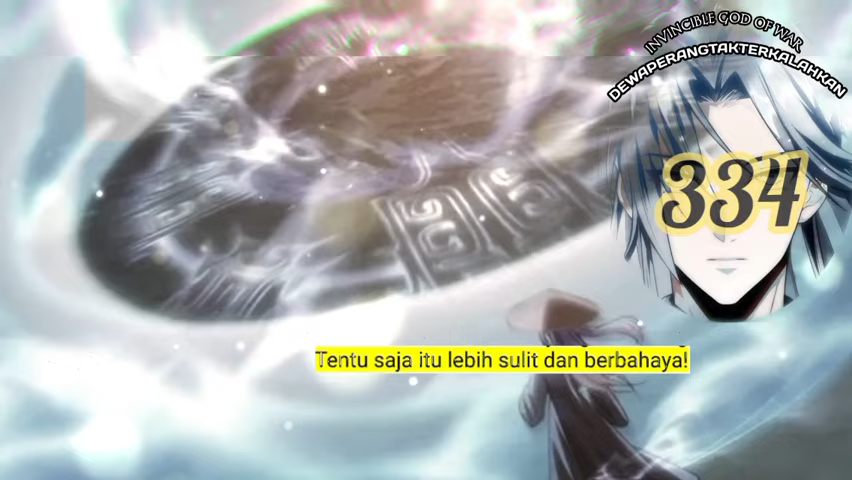 INVINCIBLE GOD OF WAR
DEWAPERANGTAKTERKALAHKAN
334
Tentu saja itu lebih sulit dan berbahaya!